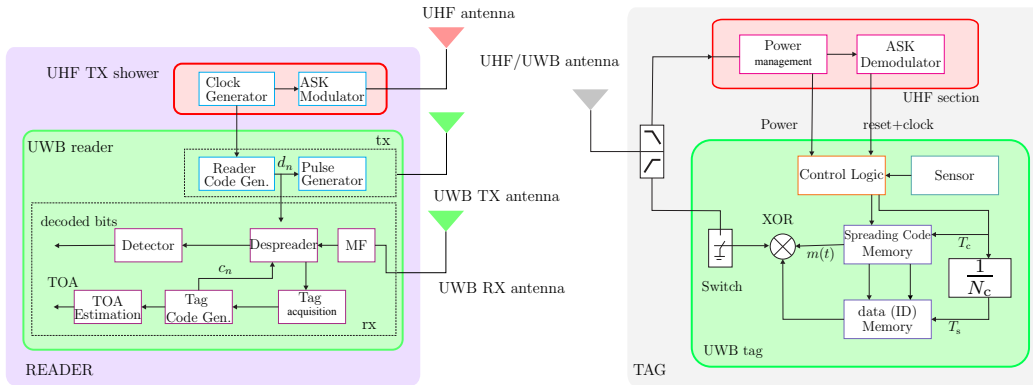 UHF antenna
UHF TX shower
Clock
Generator
ASK
Modulator
UWB reader
tx
Reader
Code Gen.
dₙ
Pulse
Generator
UWB TX antenna
decoded bits
Detector
Despreader
MF
cₙ
TOA
TOA
Estimation
Tag
Code Gen.
Tag
acquisition
rx
UWB RX antenna
READER
UHF/UWB antenna
Power
management
ASK
Demodulator
UHF section
Power
reset+clock
Control Logic
Sensor
XOR
Spreading Code
Memory
T_c
m(t)
Switch
1
N_c
data (ID)
Memory
T_s
UWB tag
TAG